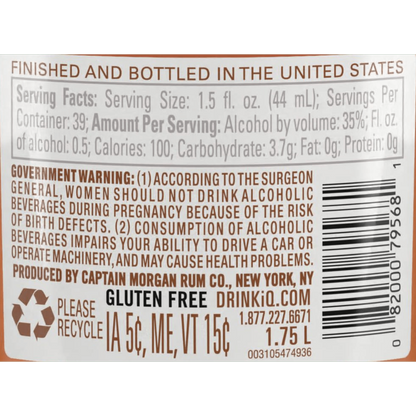 FINISHED AND BOTTLED IN THE UNITED STATES
Serving Facts: Serving Size: 1.5 fl. oz. (44 mL); Servings Per
Container: 39; Amount Per Serving: Alcohol by volume: 35%; Fl. oz.
of alcohol: 0.5; Calories: 100; Carbohydrate: 3.7g; Fat: 0g; Protein: 0g
GOVERNMENT WARNING: (1) ACCORDING TO THE SURGEON
GENERAL, WOMEN SHOULD NOT DRINK ALCOHOLIC
BEVERAGES DURING PREGNANCY BECAUSE OF THE RISK
OF BIRTH DEFECTS. (2) CONSUMPTION OF ALCOHOLIC
BEVERAGES IMPAIRS YOUR ABILITY TO DRIVE A CAR OR
OPERATE MACHINERY, AND MAY CAUSE HEALTH PROBLEMS.
PRODUCED BY CAPTAIN MORGAN RUM CO., NEW YORK, NY
GLUTEN FREE DRINKiQ.COM
PLEASE
RECYCLE
IA 5¢, ME, VT 15¢
1.877.227.6671
1.75 L
003105474936
0 82000 79568 1